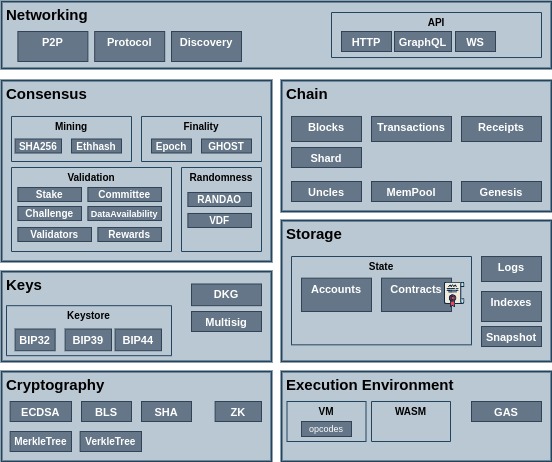 Networking
P2P
Protocol
Discovery
API
HTTP
GraphQL
WS
Consensus
Mining
SHA256
Ethhash
Finality
Epoch
GHOST
Validation
Stake
Committee
Challenge
DataAvailability
Validators
Rewards
Randomness
RANDAO
VDF
Chain
Blocks
Transactions
Receipts
Shard
Uncles
MemPool
Genesis
Storage
State
Accounts
Contracts
Logs
Indexes
Snapshot
Keys
Keystore
BIP32
BIP39
BIP44
DKG
Multisig
Cryptography
ECDSA
BLS
SHA
ZK
MerkleTree
VerkleTree
Execution Environment
VM
opcodes
WASM
GAS